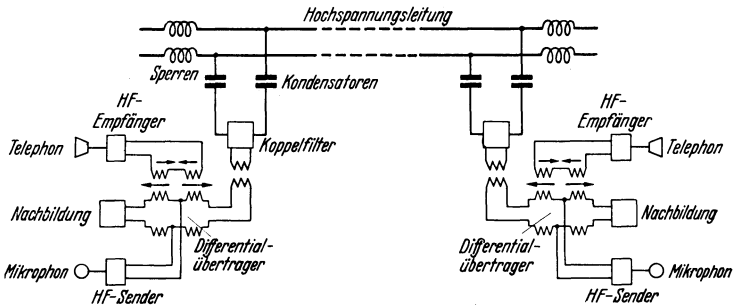 Hochspannungsleitung
Sperren
Kondensatoren
HF-
Empfänger
HF-
Empfänger
Koppelfilter
Telephon
Telephon
Nachbildung
Nachbildung
Differential-
übertrager
Differential-
übertrager
Mikrophon
Mikrophon
HF-Sender
HF-Sender